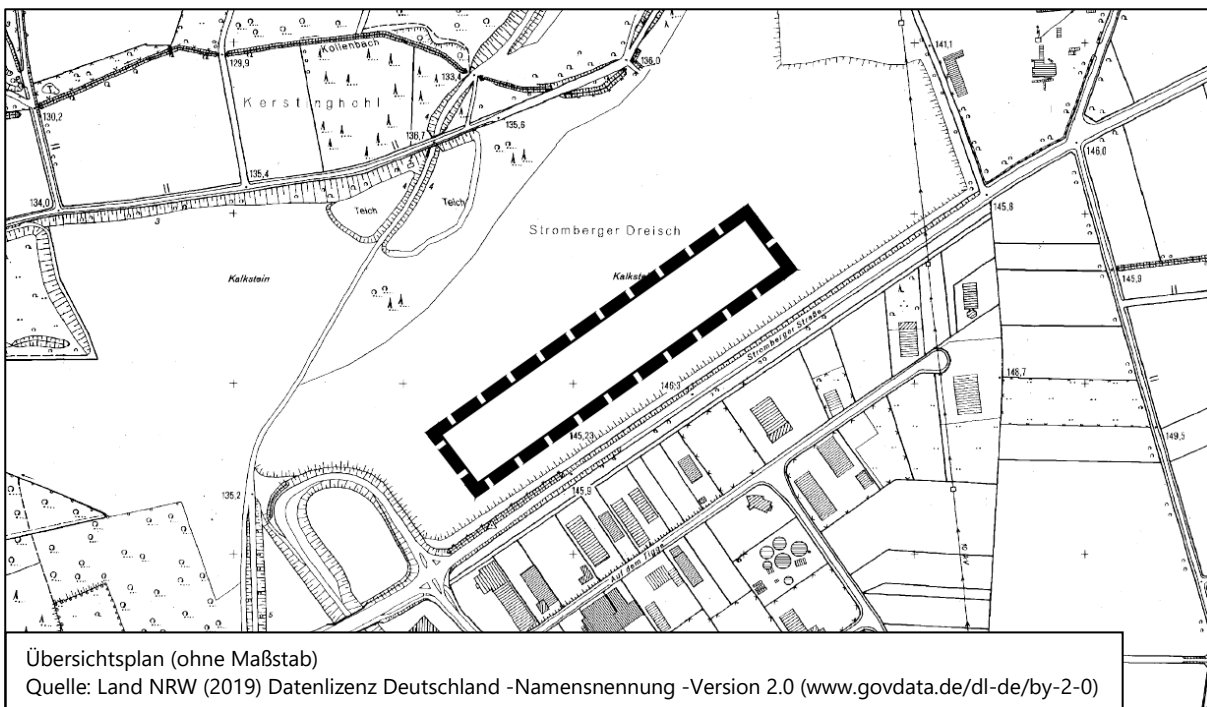 Kollenbach
141,1
129,9
133,4
136,0
Kerstinghohl
130,2
135,6
136,7
146,0
135,4
134,0
145,8
Teich
Teich
Stromberger Dreisch
Kalkstein
145,9
Stromberger Straße
146,3
148,7
145,23
149,5
135,2
145,9
Auf dem Tigge
Übersichtsplan (ohne Maßstab)
Quelle: Land NRW (2019) Datenlizenz Deutschland -Namensnennung -Version 2.0 (www.govdata.de/dl-de/by-2-0)